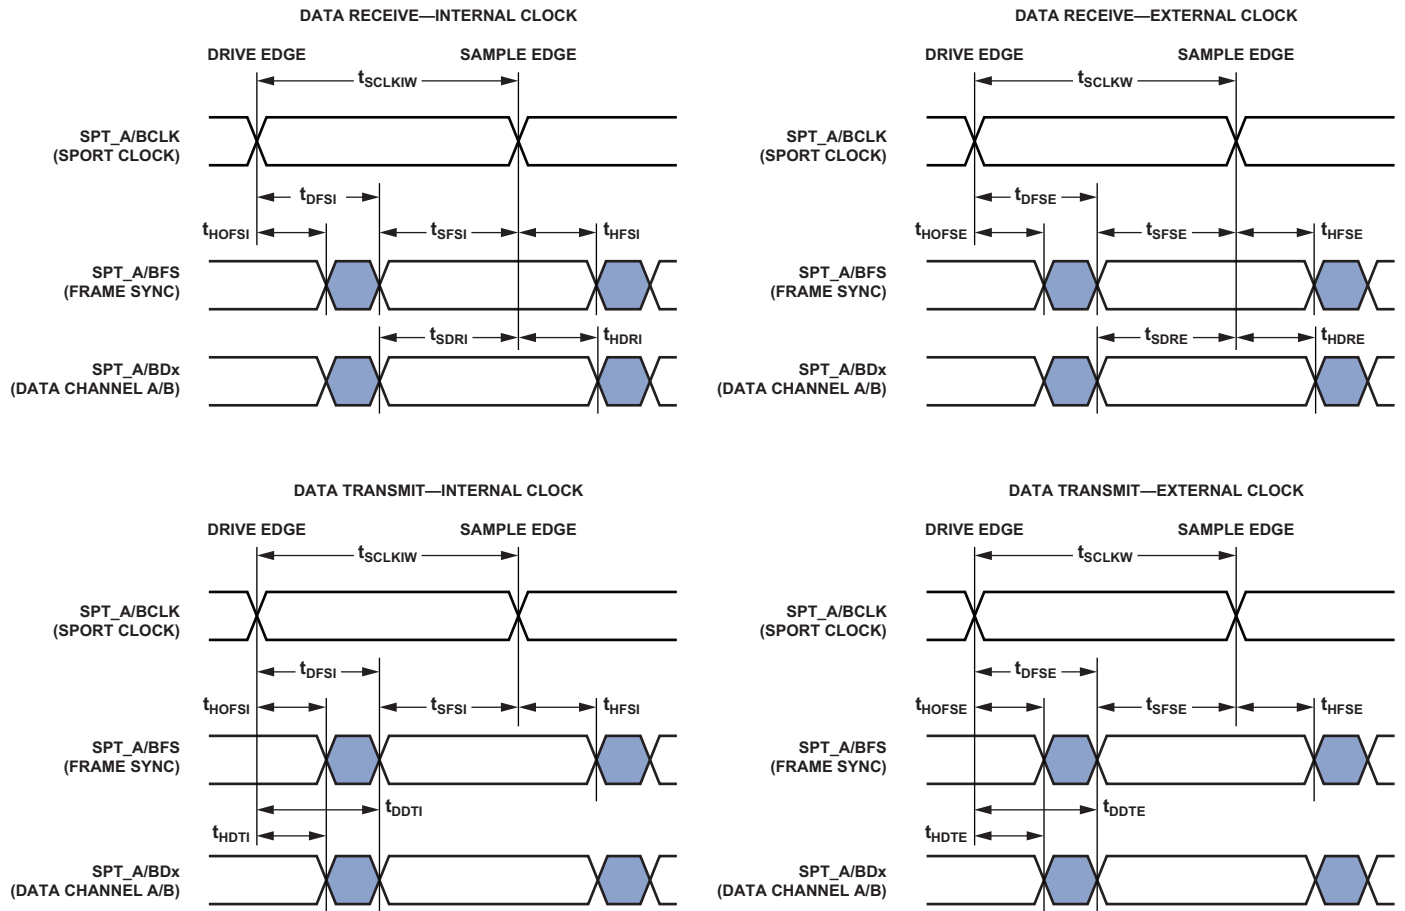 DATA RECEIVE—INTERNAL CLOCK
DRIVE EDGE
SAMPLE EDGE
tSCLKIW
SPT_A/BCLK
(SPORT CLOCK)
tDFSI
tHOFSI
tSFSI
tHFSI
SPT_A/BFS
(FRAME SYNC)
tSDRI
tHDRI
SPT_A/BDx
(DATA CHANNEL A/B)
DATA RECEIVE—EXTERNAL CLOCK
DRIVE EDGE
SAMPLE EDGE
tSCLKW
SPT_A/BCLK
(SPORT CLOCK)
tDFSE
tHOFSE
tSFSE
tHFSE
SPT_A/BFS
(FRAME SYNC)
tSDRE
tHDRE
SPT_A/BDx
(DATA CHANNEL A/B)
DATA TRANSMIT—INTERNAL CLOCK
DRIVE EDGE
SAMPLE EDGE
tSCLKIW
SPT_A/BCLK
(SPORT CLOCK)
tDFSI
tHOFSI
tSFSI
tHFSI
SPT_A/BFS
(FRAME SYNC)
tDDTI
tHDTI
SPT_A/BDx
(DATA CHANNEL A/B)
DATA TRANSMIT—EXTERNAL CLOCK
DRIVE EDGE
SAMPLE EDGE
tSCLKW
SPT_A/BCLK
(SPORT CLOCK)
tDFSE
tHOFSE
tSFSE
tHFSE
SPT_A/BFS
(FRAME SYNC)
tDDTE
tHDTE
SPT_A/BDx
(DATA CHANNEL A/B)